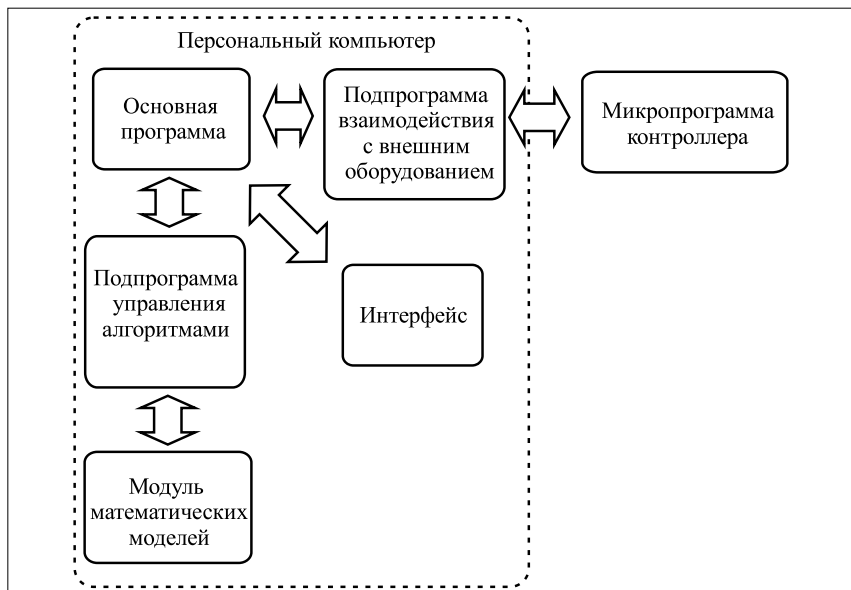 Персональный компьютер
Основная
программа
Подпрограмма
взаимодействия
с внешним
оборудованием
Микропрограмма
контроллера
Подпрограмма
управления
алгоритмами
Интерфейс
Модуль
математических
моделей